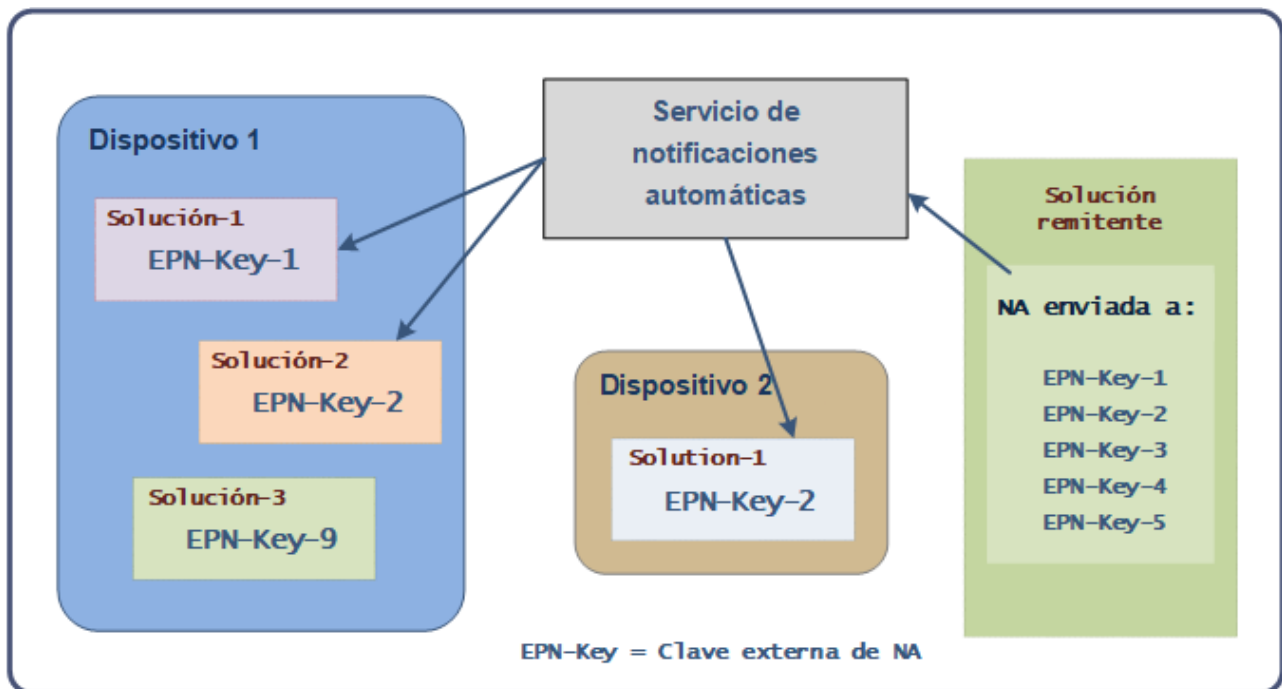 Dispositivo 1
Solución-1
EPN-Key-1
Solución-2
EPN-Key-2
Solución-3
EPN-Key-9
Servicio de
notificaciones
automáticas
Dispositivo 2
Solution-1
EPN-Key-2
Solución
remitente
NA enviada a:
EPN-Key-1
EPN-Key-2
EPN-Key-3
EPN-Key-4
EPN-Key-5
EPN-Key = Clave externa de NA